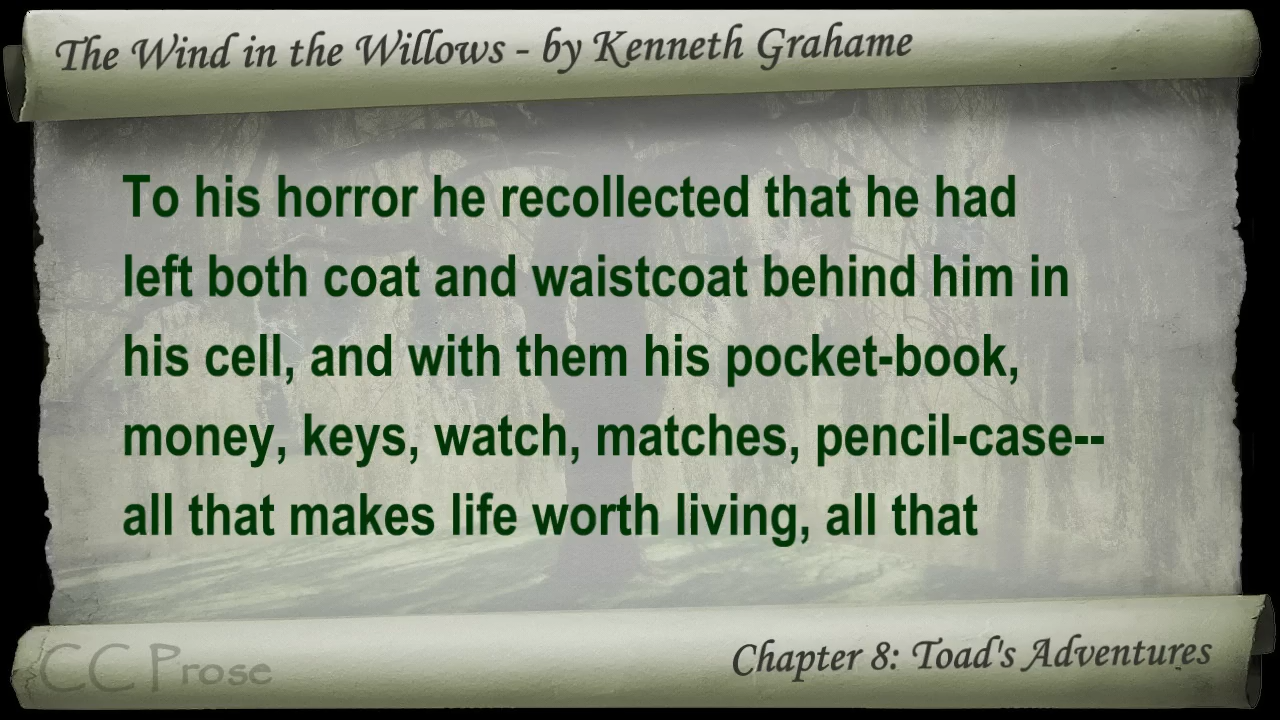 The Wind in the Willows - by Kenneth Grahame
To his horror he recollected that he had
left both coat and waistcoat behind him in
his cell, and with them his pocket-book,
money, keys, watch, matches, pencil-case--
all that makes life worth living, all that
CC Prose
Chapter 8: Toad's Adventures